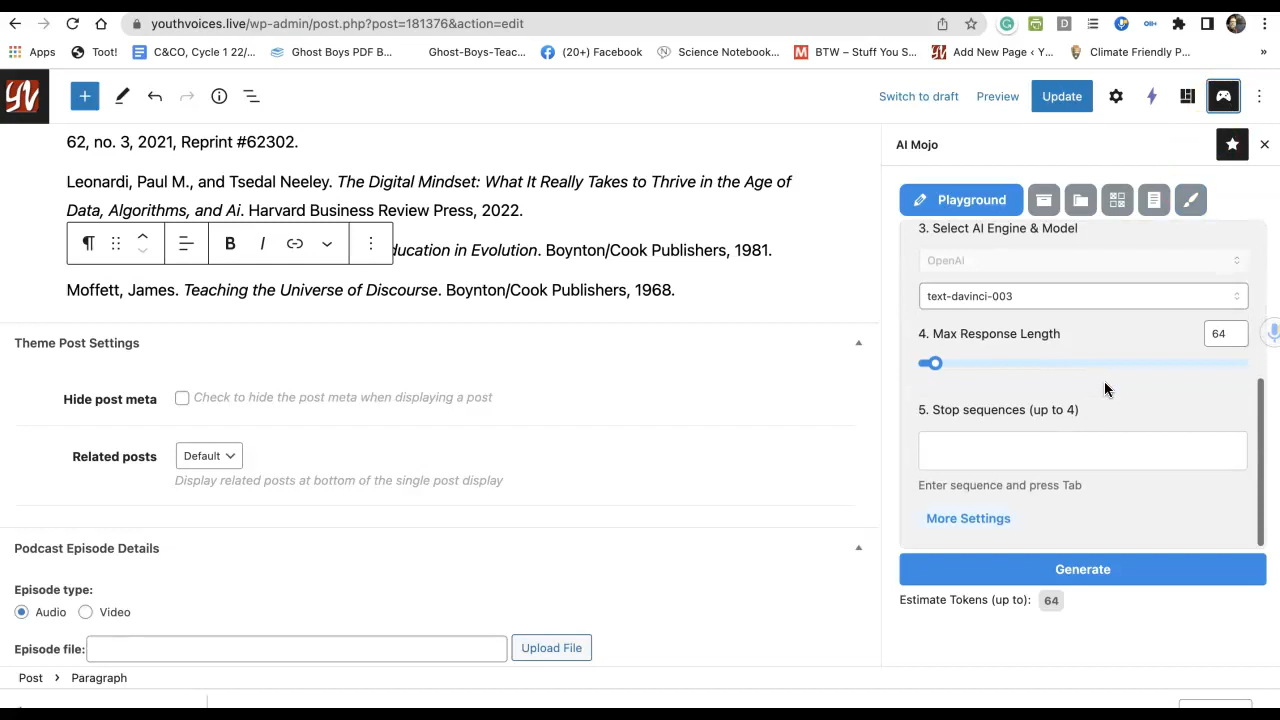 youthvoices.live/wp-admin/post.php?post=181376&action=edit
Apps
Toot!
C&CO, Cycle 1 22/...
Ghost Boys PDF B...
Ghost-Boys-Teac...
(20+) Facebook
Science Notebook...
BTW – Stuff You S...
Add New Page ‹ Y...
Climate Friendly P...
»
YV
Switch to draft
Preview
Update
AI Mojo
62, no. 3, 2021, Reprint #62302.
Leonardi, Paul M., and Tsedal Neeley. The Digital Mindset: What It Really Takes to Thrive in the Age of
Data, Algorithms, and Ai. Harvard Business Review Press, 2022.
B I
ducation in Evolution. Boynton/Cook Publishers, 1981.
Moffett, James. Teaching the Universe of Discourse. Boynton/Cook Publishers, 1968.
Theme Post Settings
Hide post meta
Check to hide the post meta when displaying a post
Related posts
Default
Display related posts at bottom of the single post display
Podcast Episode Details
Episode type:
Audio
Video
Episode file:
Upload File
Post > Paragraph
Playground
3. Select AI Engine & Model
OpenAI
text-davinci-003
4. Max Response Length
64
5. Stop sequences (up to 4)
Enter sequence and press Tab
More Settings
Generate
Estimate Tokens (up to): 64